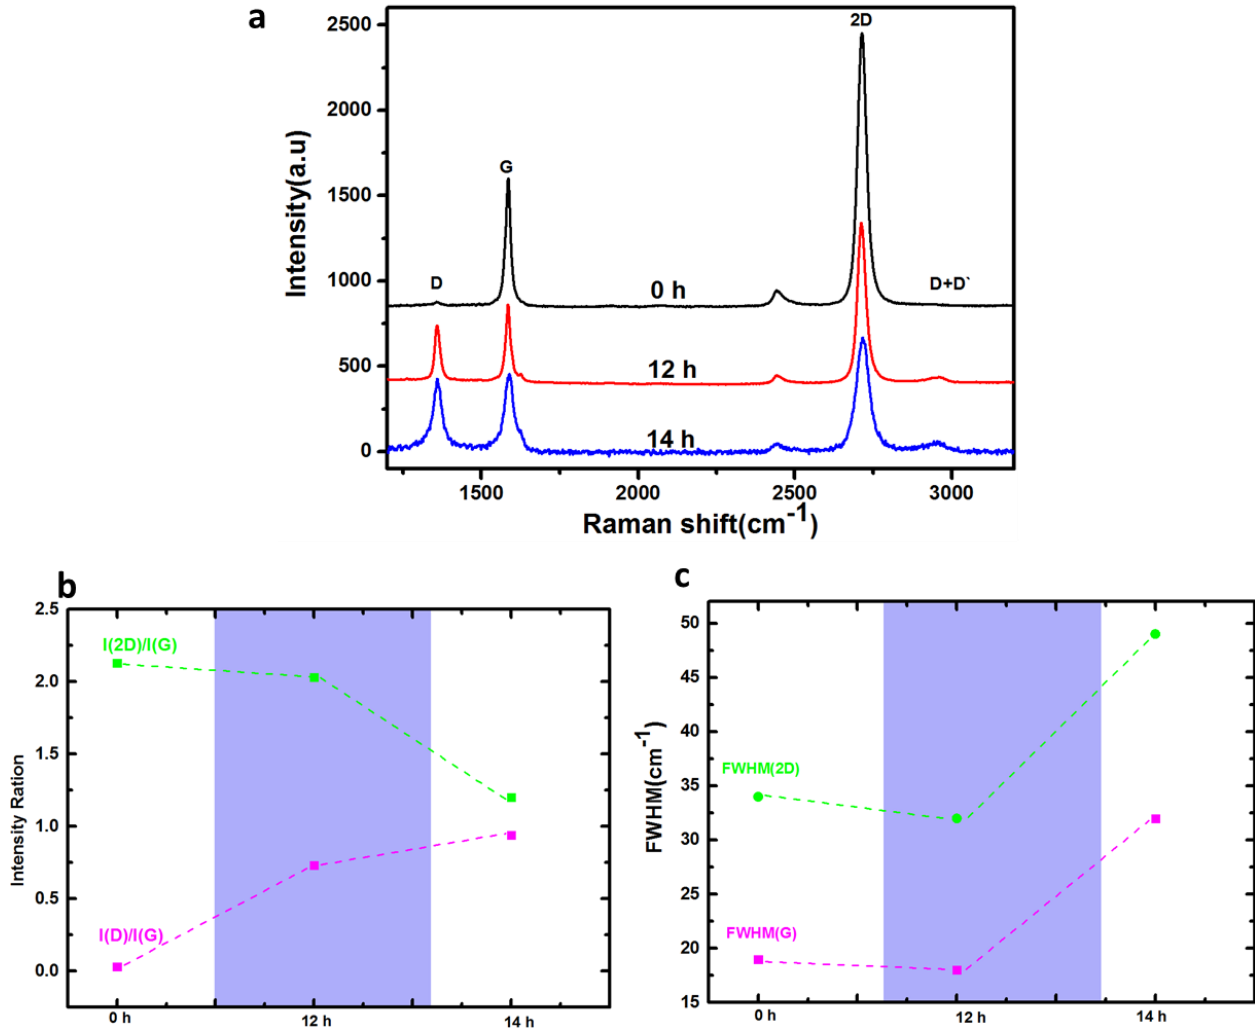 a
2500
2000
1500
1000
500
0
Intensity(a.u)
2D
G
D
D+D`
0 h
12 h
14 h
1500
2000
2500
3000
Raman shift(cm-1)
b
2.5
2.0
1.5
1.0
0.5
0.0
Intensity Ration
I(2D)/I(G)
I(D)/I(G)
0 h
12 h
14 h
c
50
45
40
35
30
25
20
15
FWHM(cm-1)
FWHM(2D)
FWHM(G)
0 h
12 h
14 h